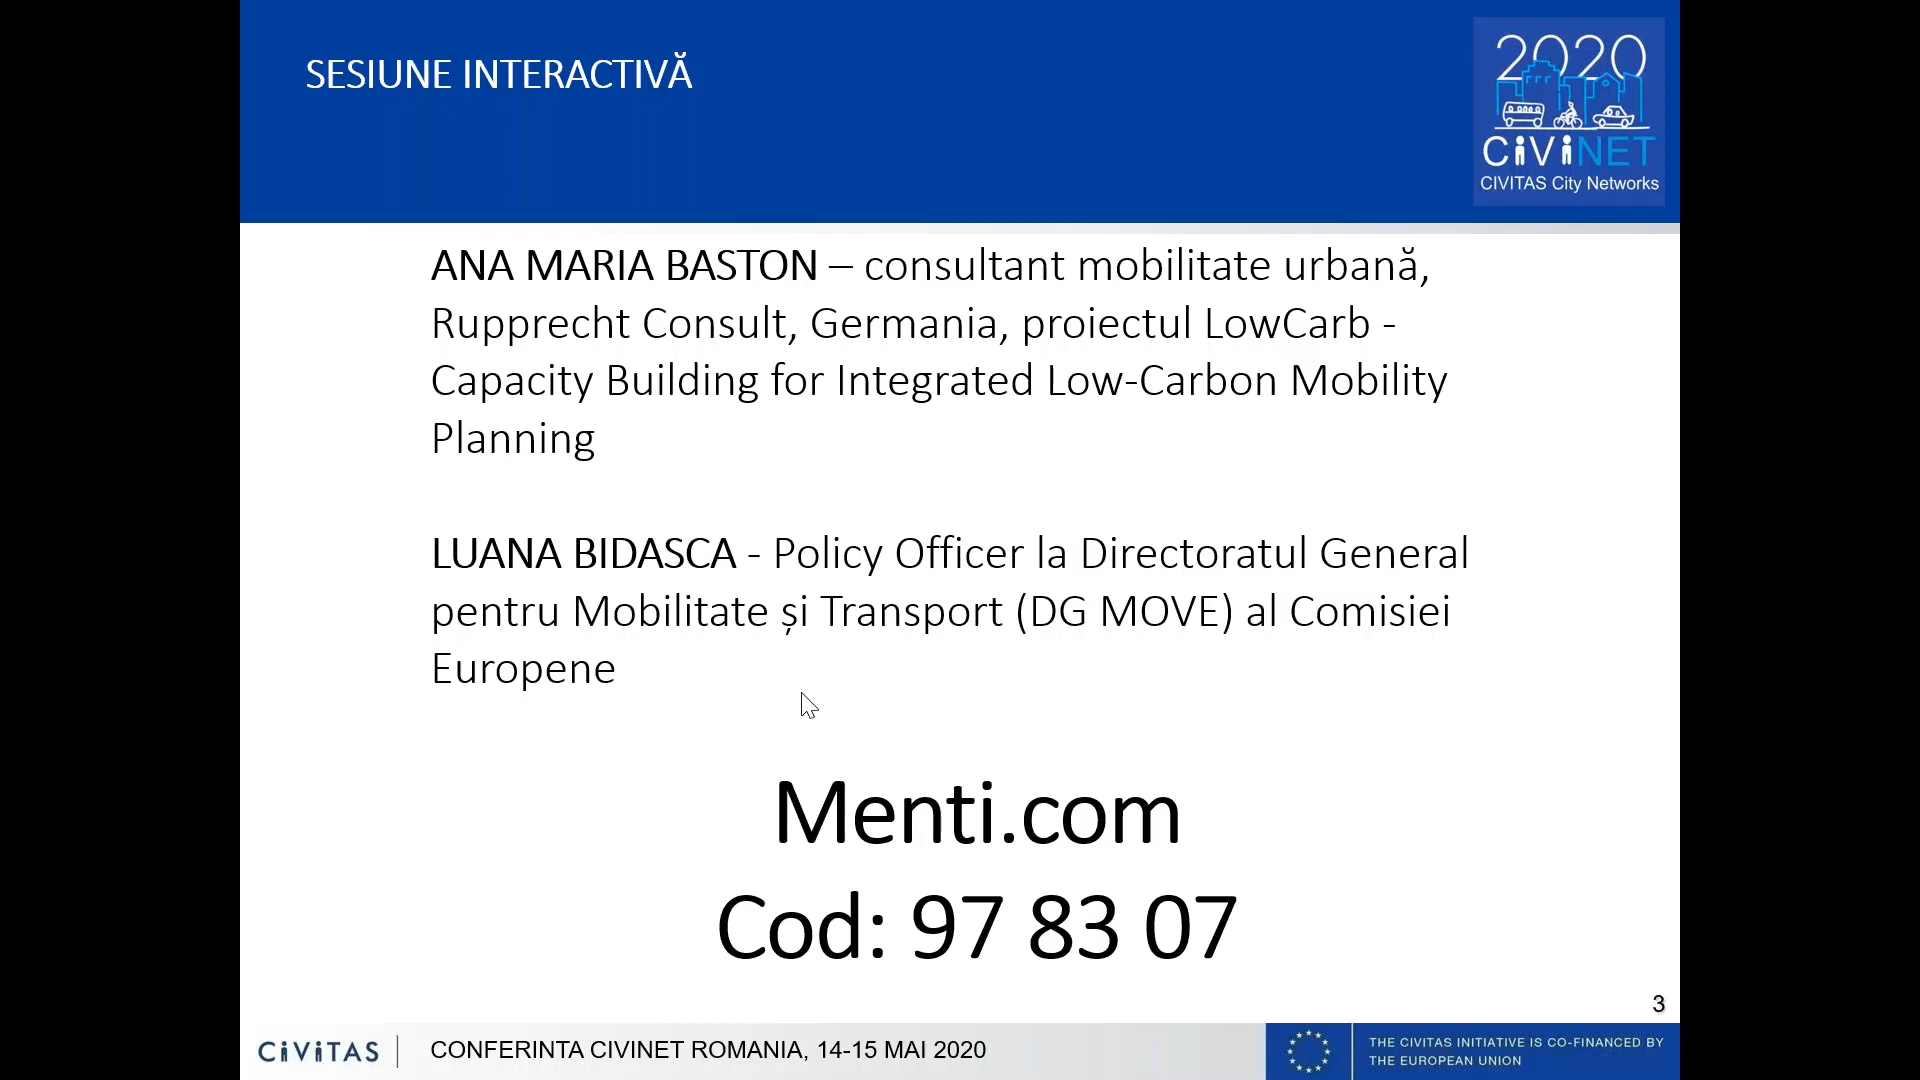 SESIUNE INTERACTIVĂ
2020
CiViNET
CIVITAS City Networks
ANA MARIA BASTON – consultant mobilitate urbană,
Rupprecht Consult, Germania, proiectul LowCarb -
Capacity Building for Integrated Low-Carbon Mobility
Planning
LUANA BIDASCA - Policy Officer la Directoratul General
pentru Mobilitate și Transport (DG MOVE) al Comisiei
Europene
Menti.com
Cod: 97 83 07
3
CiViTAS
CONFERINTA CIVINET ROMANIA, 14-15 MAI 2020
THE CIVITAS INITIATIVE IS CO-FINANCED BY
THE EUROPEAN UNION